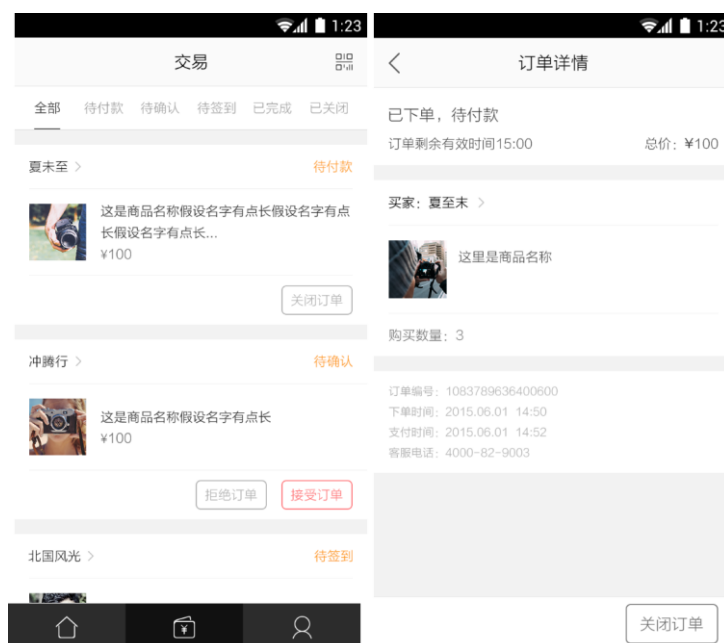 1:23
交易
全部 待付款 待确认 待签到 已完成 已关闭
夏未至
待付款
这是商品名称假设名字有点长假设名字有点
长假设名字有点长...
¥100
关闭订单
冲腾行
待确认
这是商品名称假设名字有点长
¥100
拒绝订单 接受订单
北国风光
待签到
1:23
订单详情
已下单，待付款
订单剩余有效时间15:00
总价：¥100
买家：夏至末
这里是商品名称
购买数量：3
订单编号：1083789636400600
下单时间：2015.06.01 14:50
支付时间：2015.06.01 14:52
客服电话：4000-82-9003
关闭订单